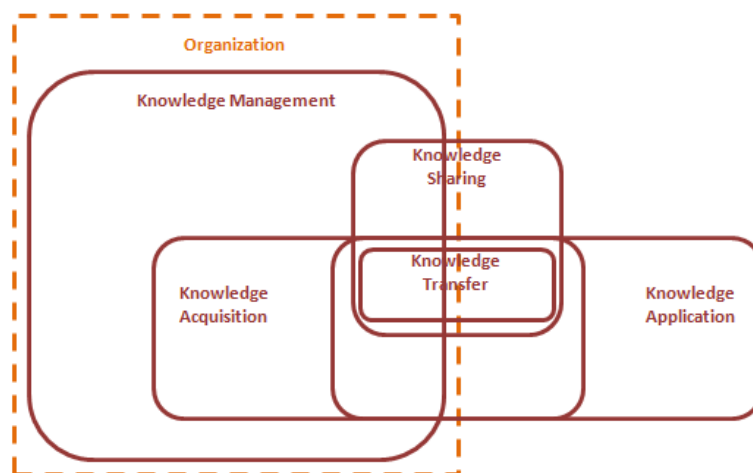 Organization
Knowledge Management
Knowledge
Sharing
Knowledge
Transfer
Knowledge
Acquisition
Knowledge
Application